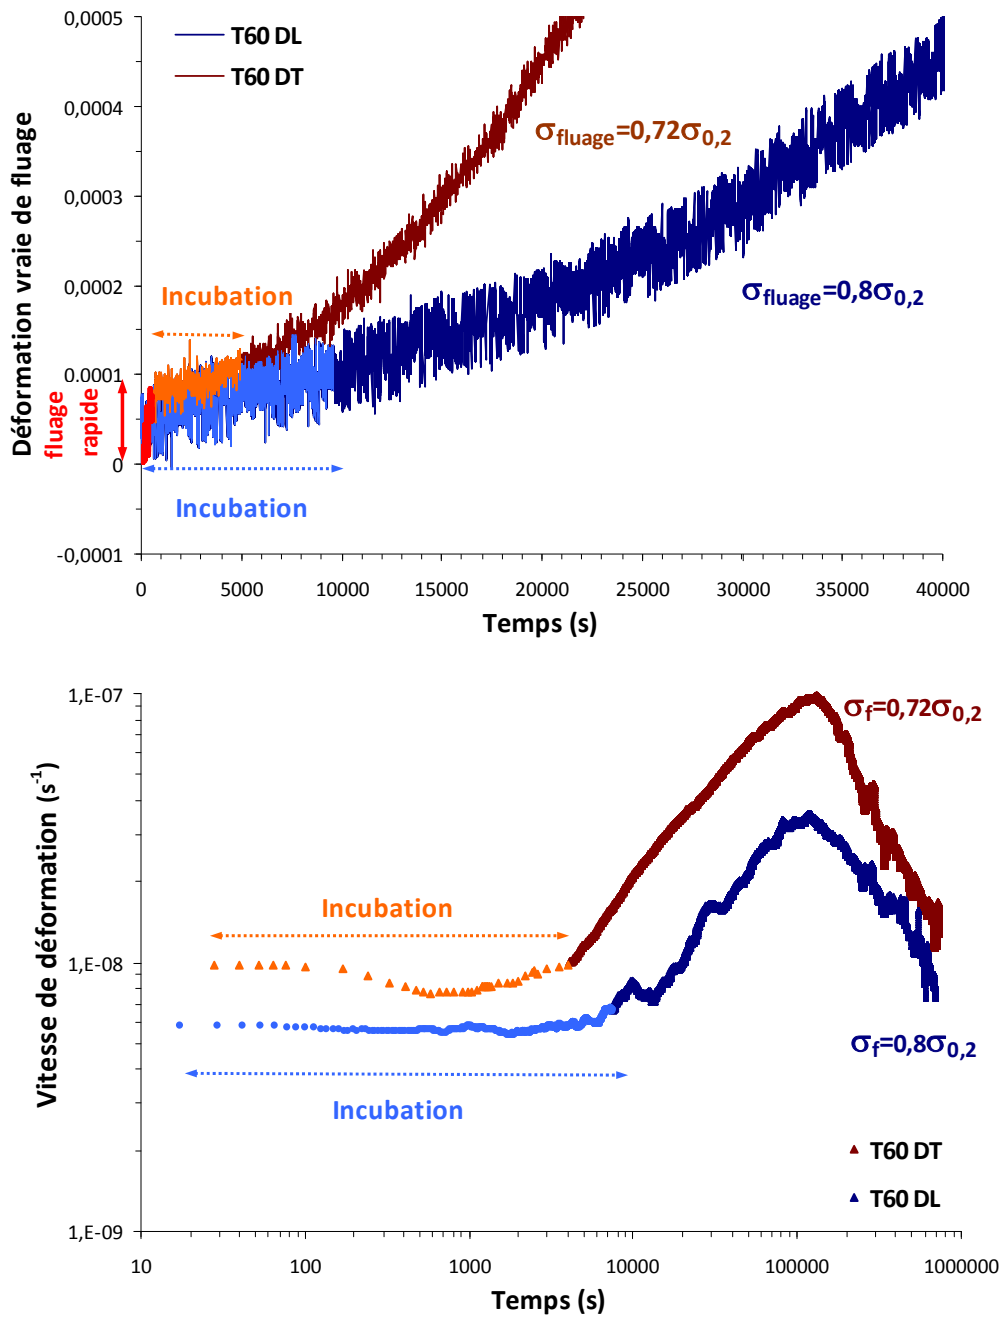 0,0005
T60 DL
T60 DT
0,0004
σfluage=0,72σ0,2
0,0003
0,0002
Incubation
σfluage=0,8σ0,2
0.0001
fluage
rapide
0
Incubation
-0,0001
0 5000 10000 15000 20000 25000 30000 35000 40000
Temps (s)
Déformation vraie de fluage
1,E-07
σf=0,72σ0,2
Incubation
1,E-08
σf=0,8σ0,2
Incubation
T60 DT
T60 DL
1,E-09
10 100 1000 10000 100000 1000000
Temps (s)
Vitesse de déformation (s-1)